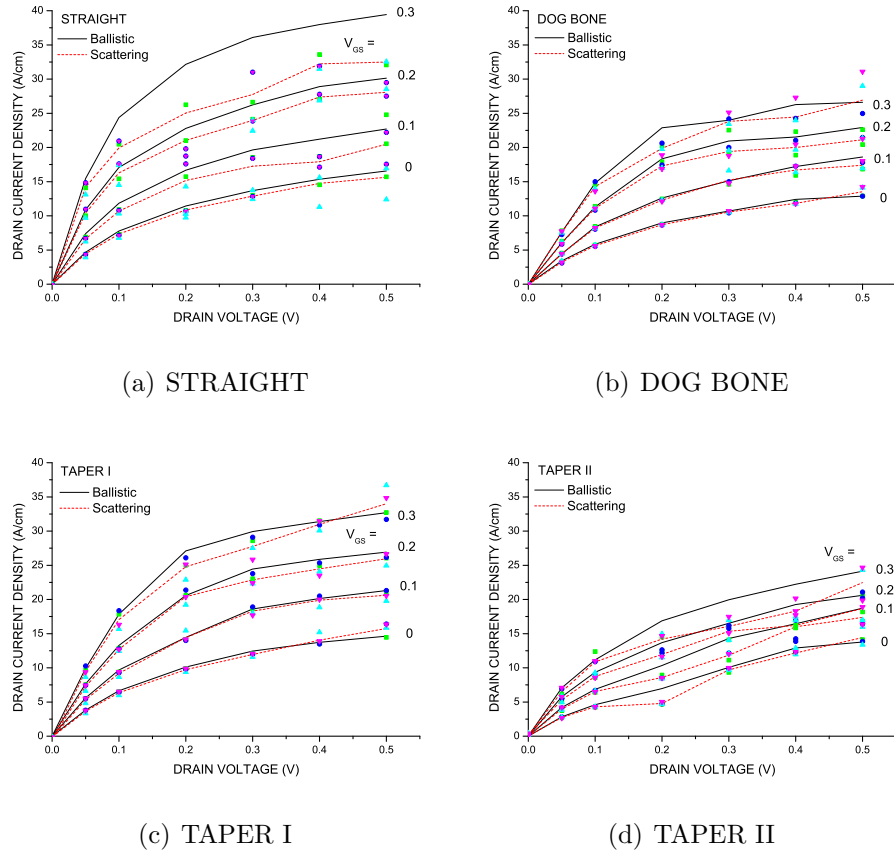 STRAIGHT
Ballistic
Scattering
V_GS =
0.3
0.2
0.1
0
DRAIN CURRENT DENSITY (A/cm)
40
35
30
25
20
15
10
5
0
0.0 0.1 0.2 0.3 0.4 0.5
DRAIN VOLTAGE (V)
(a) STRAIGHT
DOG BONE
Ballistic
Scattering
V_GS =
0.3
0.2
0.1
0
DRAIN CURRENT DENSITY (A/cm)
40
35
30
25
20
15
10
5
0
0.0 0.1 0.2 0.3 0.4 0.5
DRAIN VOLTAGE (V)
(b) DOG BONE
TAPER I
Ballistic
Scattering
V_GS =
0.3
0.2
0.1
0
DRAIN CURRENT DENSITY (A/cm)
40
35
30
25
20
15
10
5
0
0.0 0.1 0.2 0.3 0.4 0.5
DRAIN VOLTAGE (V)
(c) TAPER I
TAPER II
Ballistic
Scattering
V_GS =
0.3
0.2
0.1
0
DRAIN CURRENT DENSITY (A/cm)
40
35
30
25
20
15
10
5
0
0.0 0.1 0.2 0.3 0.4 0.5
DRAIN VOLTAGE (V)
(d) TAPER II